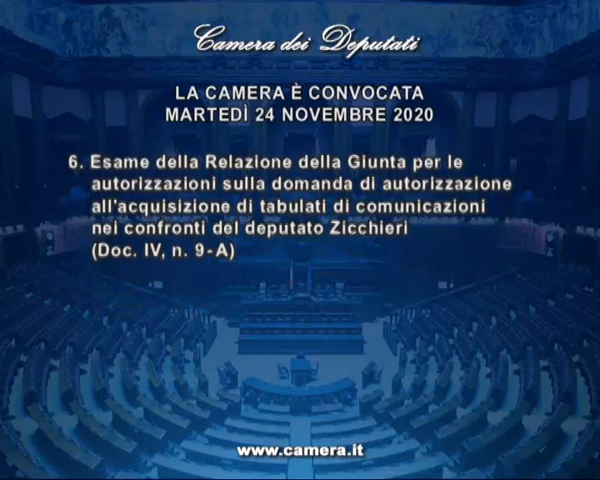 Camera dei Deputati
LA CAMERA È CONVOCATA
MARTEDÌ 24 NOVEMBRE 2020
6. Esame della Relazione della Giunta per le
autorizzazioni sulla domanda di autorizzazione
all'acquisizione di tabulati di comunicazioni
nei confronti del deputato Zicchieri
(Doc. IV, n. 9-A)
www.camera.it